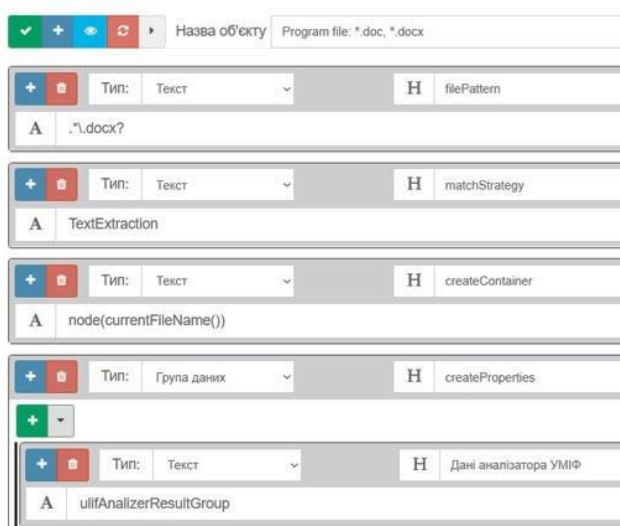 Назва об'єкту Program file: *.doc, *.docx
Тип: Текст H filePattern
A .*\.docx?
Тип: Текст H matchStrategy
A TextExtraction
Тип: Текст H createContainer
A node(currentFileName())
Тип: Група даних H createProperties
Тип: Текст H Дані аналізатора УМІФ
A ulifAnalizerResultGroup